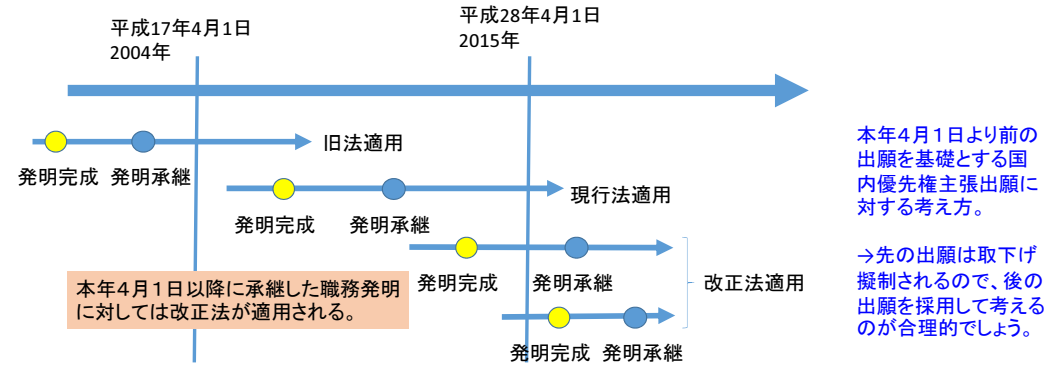 平成17年4月1日
2004年
平成28年4月1日
2015年
旧法適用
発明完成 発明承継
現行法適用
発明完成 発明承継
発明完成 発明承継
改正法適用
発明完成 発明承継
本年4月1日以降に承継した職務発明
に対しては改正法が適用される。
本年4月1日より前の
出願を基礎とする国
内優先権主張出願に
対する考え方。
→先の出願は取下げ
擬制されるので、後の
出願を採用して考える
のが合理的でしょう。